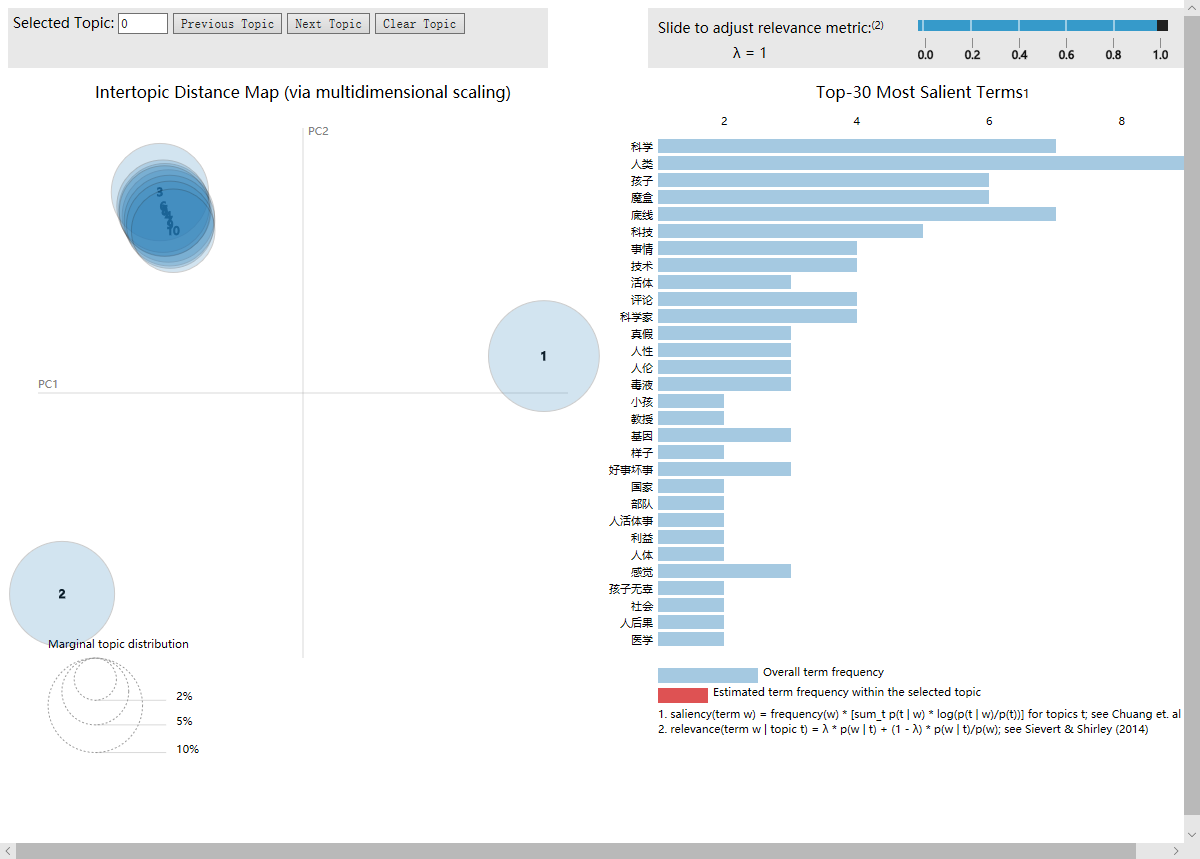 Selected Topic: 0 Previous Topic Next Topic Clear Topic
Slide to adjust relevance metric:(2)
λ = 1
0.0 0.2 0.4 0.6 0.8 1.0
Intertopic Distance Map (via multidimensional scaling)
PC2
PC1
3
6
10
1
2
Marginal topic distribution
2%
5%
10%
Top-30 Most Salient Terms1
2 4 6 8
科学
人类
孩子
魔盒
底线
科技
事情
技术
活体
评论
科学家
真假
人性
人伦
毒液
小孩
教授
基因
样子
好事坏事
国家
部队
人活体事
利益
人体
感觉
孩子无辜
社会
人后果
医学
Overall term frequency
Estimated term frequency within the selected topic
1. saliency(term w) = frequency(w) * [sum_t p(t | w) * log(p(t | w)/p(t))] for topics t; see Chuang et. al
2. relevance(term w | topic t) = λ * p(w | t) + (1 - λ) * p(w | t)/p(w); see Sievert & Shirley (2014)